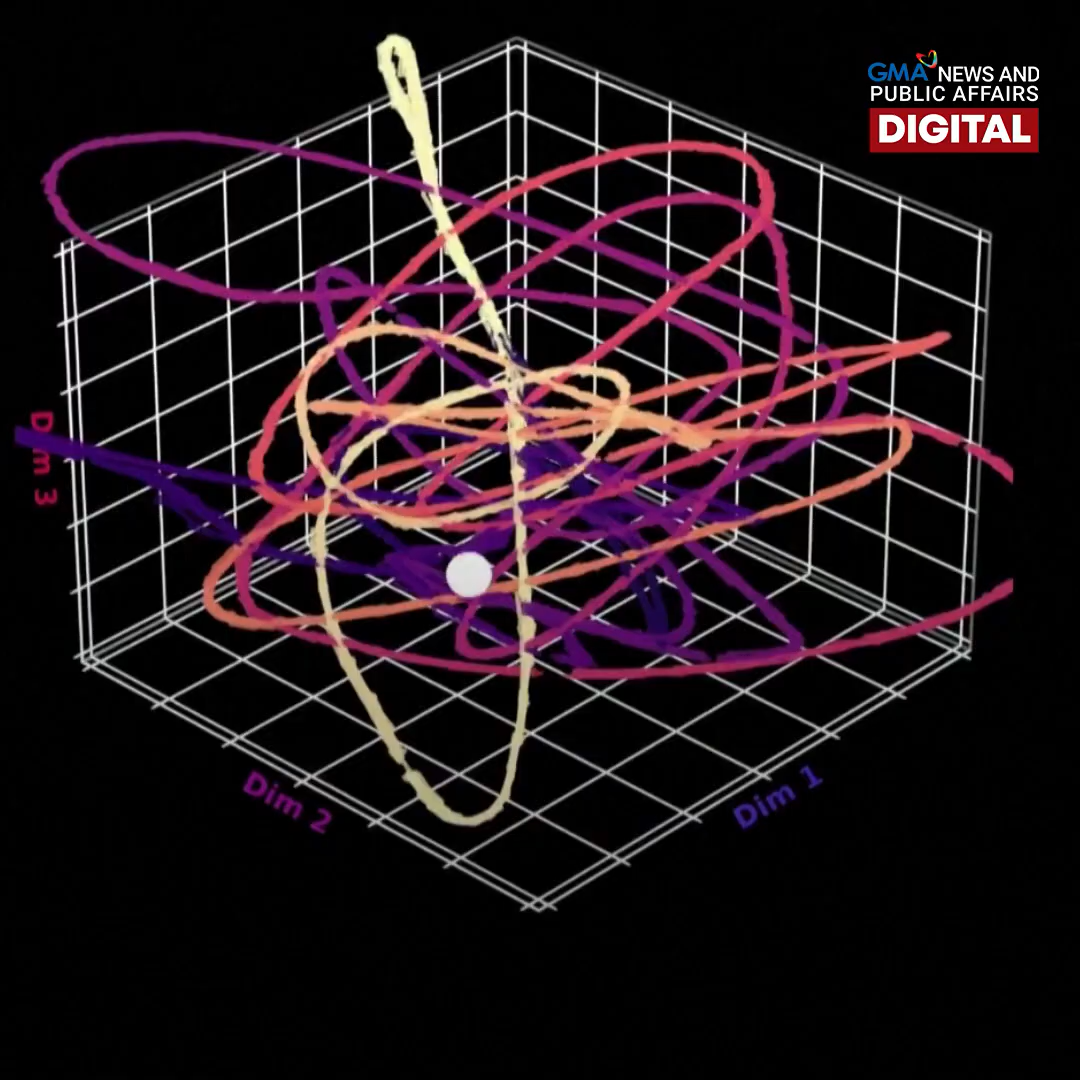 GMA NEWS AND
PUBLIC AFFAIRS
DIGITAL
Dim 3
Dim 2
Dim 1